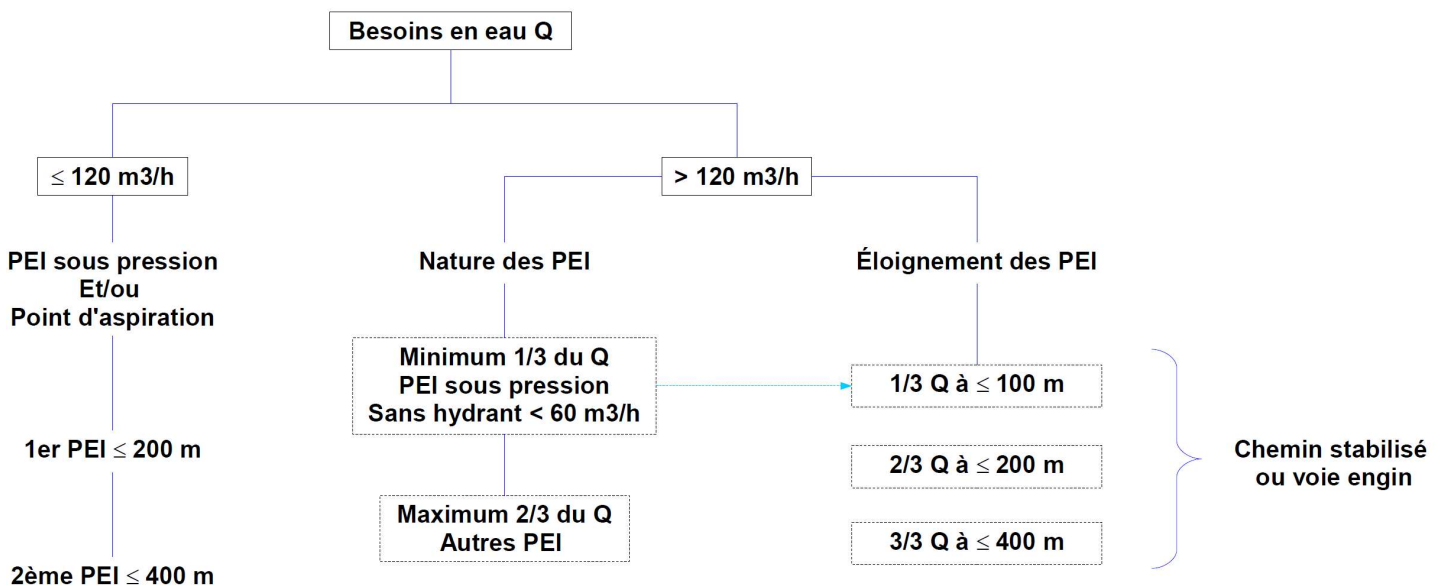 Besoins en eau Q
≤ 120 m3/h
> 120 m3/h
PEI sous pression
Et/ou
Point d'aspiration
Nature des PEI
Éloignement des PEI
Minimum 1/3 du Q
PEI sous pression
Sans hydrant < 60 m3/h
1/3 Q à ≤ 100 m
1er PEI ≤ 200 m
2/3 Q à ≤ 200 m
Chemin stabilisé
ou voie engin
Maximum 2/3 du Q
Autres PEI
3/3 Q à ≤ 400 m
2ème PEI ≤ 400 m